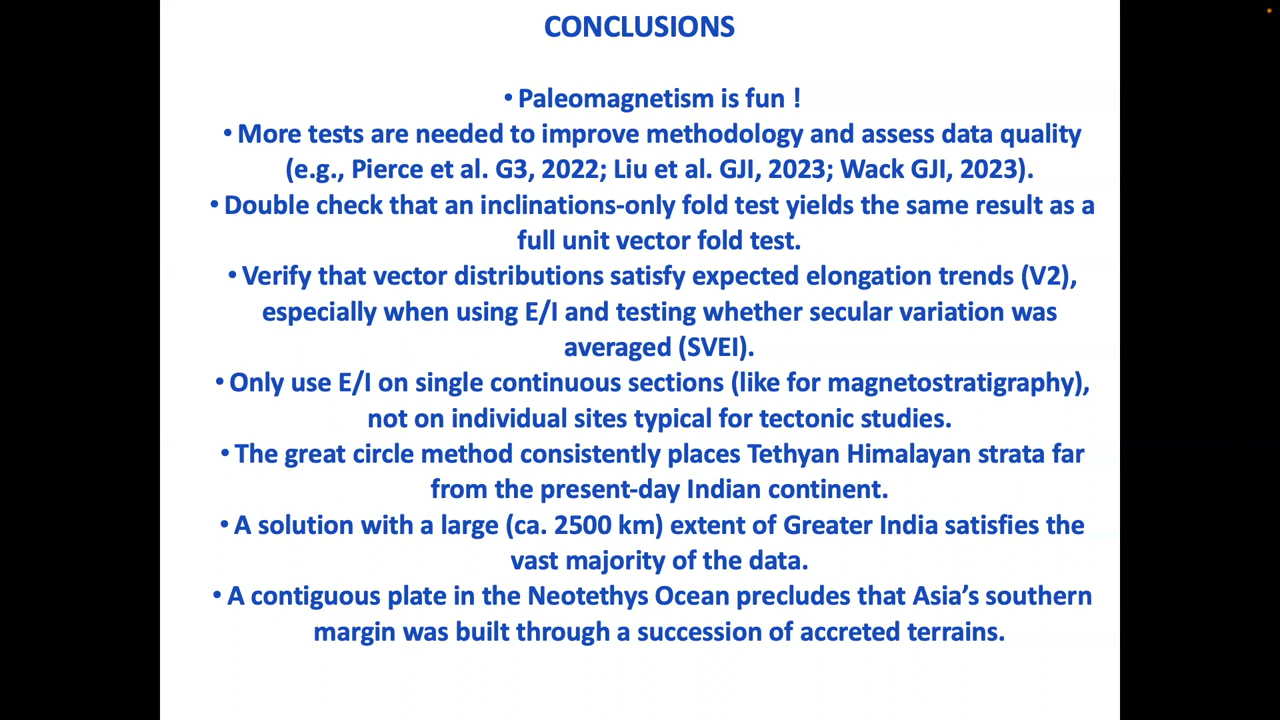 CONCLUSIONS
• Paleomagnetism is fun !
• More tests are needed to improve methodology and assess data quality
(e.g., Pierce et al. G3, 2022; Liu et al. GJI, 2023; Wack GJI, 2023).
• Double check that an inclinations-only fold test yields the same result as a
full unit vector fold test.
• Verify that vector distributions satisfy expected elongation trends (V2),
especially when using E/I and testing whether secular variation was
averaged (SVEI).
• Only use E/I on single continuous sections (like for magnetostratigraphy),
not on individual sites typical for tectonic studies.
• The great circle method consistently places Tethyan Himalayan strata far
from the present-day Indian continent.
• A solution with a large (ca. 2500 km) extent of Greater India satisfies the
vast majority of the data.
• A contiguous plate in the Neotethys Ocean precludes that Asia’s southern
margin was built through a succession of accreted terrains.